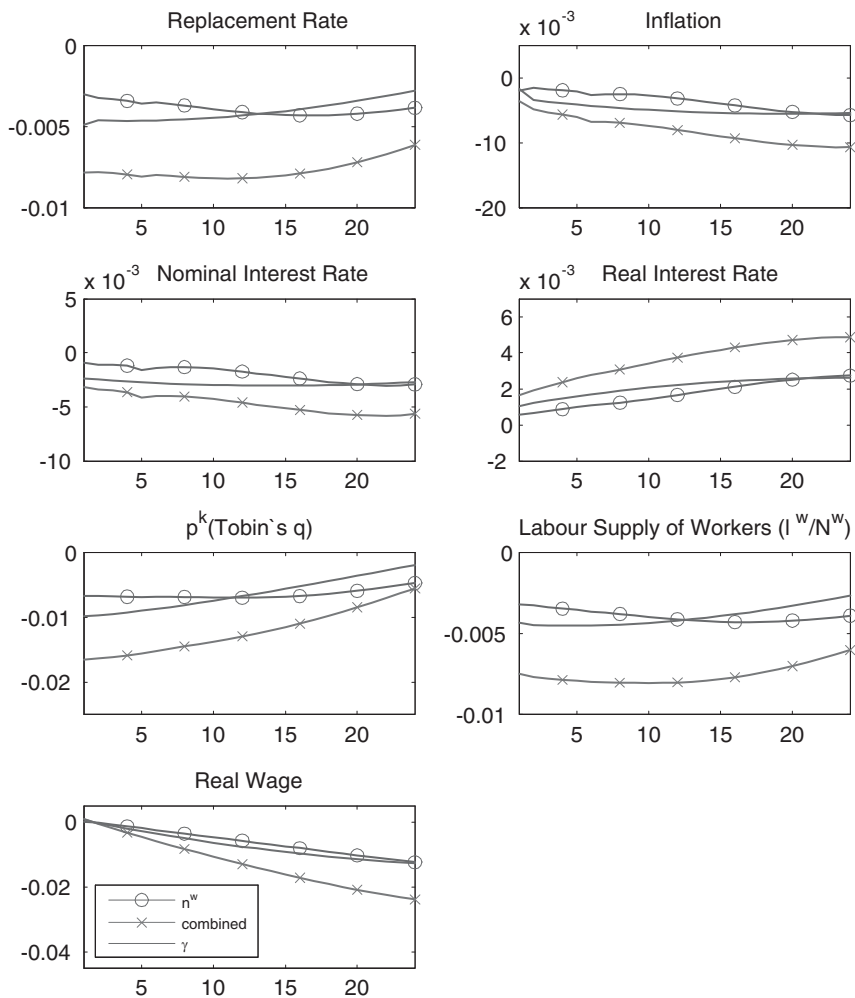 Replacement Rate
0
-0.005
-0.01
5 10 15 20
x 10^-3
Inflation
0
-10
-20
5 10 15 20
x 10^-3 Nominal Interest Rate
5
0
-5
-10
5 10 15 20
x 10^-3 Real Interest Rate
6
4
2
0
-2
5 10 15 20
p^k(Tobin`s q)
0
-0.01
-0.02
5 10 15 20
Labour Supply of Workers (l^w/N^w)
0
-0.005
-0.01
5 10 15 20
Real Wage
0
-0.02
-0.04
n^w
combined
γ
5 10 15 20